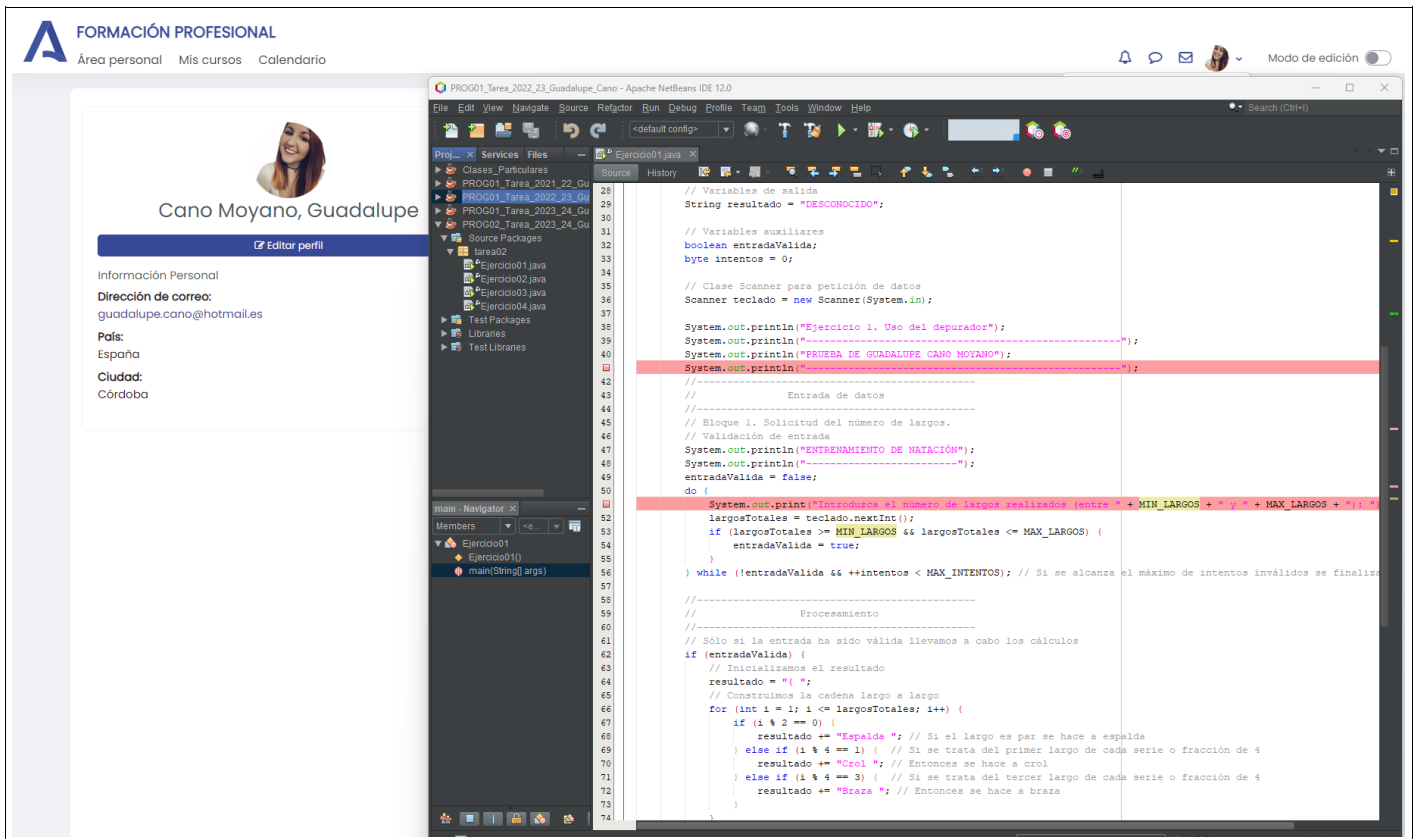 FORMACIÓN PROFESIONAL
Área personal Mis cursos Calendario
Modo de edición
Cano Moyano, Guadalupe
Editar perfil
Información Personal
Dirección de correo:
guadalupe.cano@hotmail.es
País:
España
Ciudad:
Córdoba
PROG01_Tarea_2022_23_Guadalupe_Cano - Apache NetBeans IDE 12.0
File Edit View Navigate Source Refactor Run Debug Profile Team Tools Window Help
Search (Ctrl+I)
<default config>
Proj... Services Files
Clases_Particulares
PROG01_Tarea_2021_22_Gu
PROG01_Tarea_2022_23_Gu
PROG01_Tarea_2023_24_Gu
PROG02_Tarea_2023_24_Gu
Source Packages
tarea02
Ejercicio01.java
Ejercicio02.java
Ejercicio03.java
Ejercicio04.java
Test Packages
Libraries
Test Libraries
main - Navigator
Members <e...
Ejercicio01
Ejercicio01()
main(String[] args)
Ejercicio01.java
Source History
28 // Variables de salida
29 String resultado = "DESCONOCIDO";
30
31 // Variables auxiliares
32 boolean entradaValida;
33 byte intentos = 0;
34
35 // Clase Scanner para petición de datos
36 Scanner teclado = new Scanner(System.in);
37
38 System.out.println("Ejercicio 1. Uso del depurador");
39 System.out.println("----------------------------------------------------");
40 System.out.println("PRUEBA DE GUADALUPE CANO MOYANO");
System.out.println("----------------------------------------------------");
42 //----------------------------------------------
43 // Entrada de datos
44 //----------------------------------------------
45 // Bloque 1. Solicitud del número de largos.
46 // Validación de entrada
47 System.out.println("ENTRENAMIENTO DE NATACIÓN");
48 System.out.println("-------------------------");
49 entradaValida = false;
50 do {
System.out.print("Introduzca el número de largos realizados (entre " + MIN_LARGOS + " y " + MAX_LARGOS + "): ")
52 largosTotales = teclado.nextInt();
53 if (largosTotales >= MIN_LARGOS && largosTotales <= MAX_LARGOS) {
54 entradaValida = true;
55 }
56 } while (!entradaValida && ++intentos < MAX_INTENTOS); // Si se alcanza el máximo de intentos inválidos se finaliza
57
58 //----------------------------------------------
59 // Procesamiento
60 //----------------------------------------------
61 // Sólo si la entrada ha sido válida llevamos a cabo los cálculos
62 if (entradaValida) {
63 // Inicializamos el resultado
64 resultado = "{ ";
65 // Construimos la cadena largo a largo
66 for (int i = 1; i <= largosTotales; i++) {
67 if (i % 2 == 0) {
68 resultado += "Espalda "; // Si el largo es par se hace a espalda
69 } else if (i % 4 == 1) { // Si se trata del primer largo de cada serie o fracción de 4
70 resultado += "Crol "; // Entonces se hace a crol
71 } else if (i % 4 == 3) { // Si se trata del tercer largo de cada serie o fracción de 4
72 resultado += "Braza "; // Entonces se hace a braza
73 }
74 }